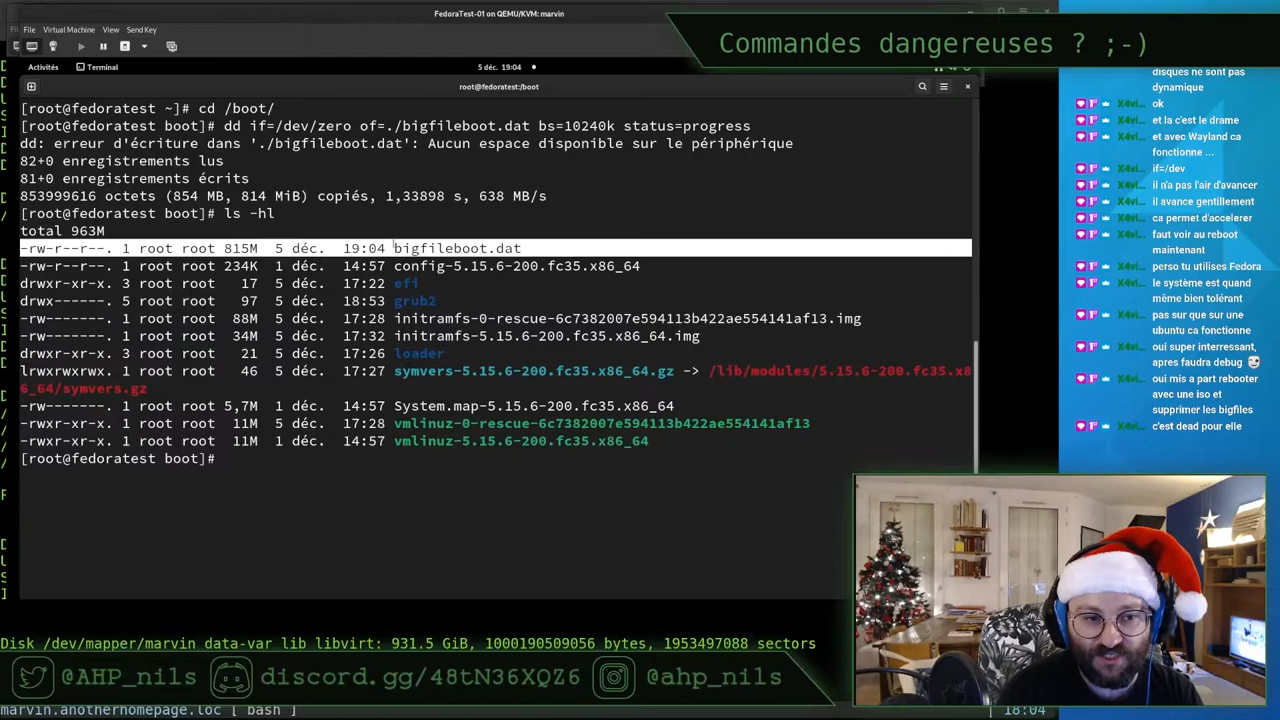 FedoraTest-01 on QEMU/KVM: marvin
File Virtual Machine View Send Key
Activités Terminal
5 déc. 19:04
root@fedoratest:/boot
[root@fedoratest ~]# cd /boot/
[root@fedoratest boot]# dd if=/dev/zero of=./bigfileboot.dat bs=10240k status=progress
dd: erreur d'écriture dans './bigfileboot.dat': Aucun espace disponible sur le périphérique
82+0 enregistrements lus
81+0 enregistrements écrits
853999616 octets (854 MB, 814 MiB) copiés, 1,33898 s, 638 MB/s
[root@fedoratest boot]# ls -hl
total 963M
-rw-r--r--. 1 root root 815M 5 déc. 19:04 bigfileboot.dat
-rw-r--r--. 1 root root 234K 1 déc. 14:57 config-5.15.6-200.fc35.x86_64
drwxr-xr-x. 3 root root 17 5 déc. 17:22 efi
drwx------. 5 root root 97 5 déc. 18:53 grub2
-rw-------. 1 root root 88M 5 déc. 17:28 initramfs-0-rescue-6c7382007e594113b422ae554141af13.img
-rw-------. 1 root root 34M 5 déc. 17:32 initramfs-5.15.6-200.fc35.x86_64.img
drwxr-xr-x. 3 root root 21 5 déc. 17:26 loader
lrwxrwxrwx. 1 root root 46 5 déc. 17:27 symvers-5.15.6-200.fc35.x86_64.gz -> /lib/modules/5.15.6-200.fc35.x8
6_64/symvers.gz
-rw-------. 1 root root 5,7M 1 déc. 14:57 System.map-5.15.6-200.fc35.x86_64
-rwxr-xr-x. 1 root root 11M 5 déc. 17:28 vmlinuz-0-rescue-6c7382007e594113b422ae554141af13
-rwxr-xr-x. 1 root root 11M 1 déc. 14:57 vmlinuz-5.15.6-200.fc35.x86_64
[root@fedoratest boot]#
Disk /dev/mapper/marvin data-var lib libvirt: 931.5 GiB, 1000190509056 bytes, 1953497088 sectors
@AHP_nils discord.gg/48tN36XQZ6 @ahp_nils
marvin.anotherhomepage.loc [ bash ]
18:04
Commandes dangereuses ? ;-)
disques ne sont pas
dynamique
X4vi... ok
X4vi... et la c'est le drame
X4vi... et avec Wayland ca
fonctionne ...
X4vi... if=/dev
X4vi... il n'a pas l'air d'avancer
X4vi... il avance gentillement
X4vi... ca permet d'accelerer
X4vi... faut voir au reboot
maintenant
X4vi... perso tu utilises Fedora
X4vi... le système est quand
même bien tolérant
X4vi... pas sur que sur une
ubuntu ca fonctionne
X4vi... oui super interressant,
apres faudra debug
X4vi... oui mis a part rebooter
avec une iso et
supprimer les bigfiles
X4vi... c'est dead pour elle